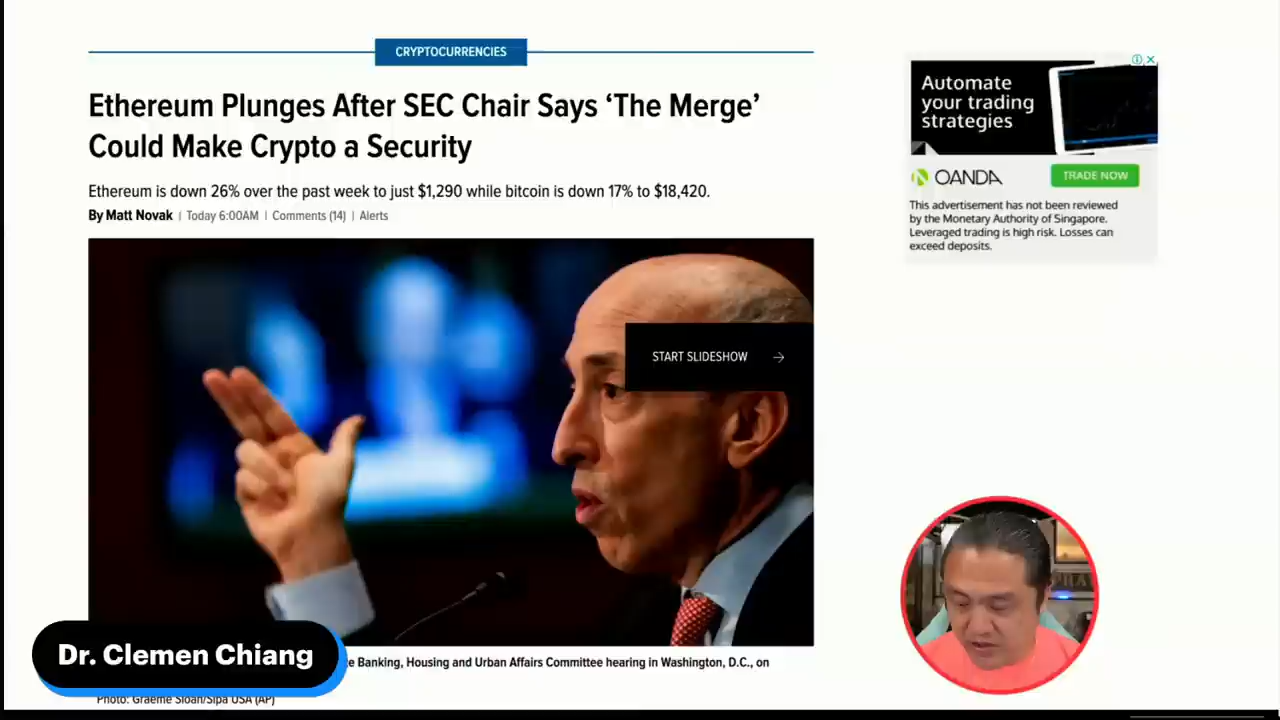 CRYPTOCURRENCIES
Ethereum Plunges After SEC Chair Says ‘The Merge’
Could Make Crypto a Security
Ethereum is down 26% over the past week to just $1,290 while bitcoin is down 17% to $18,420.
By Matt Novak | Today 6:00AM | Comments (14) | Alerts
START SLIDESHOW
Automate
your trading
strategies
OANDA
TRADE NOW
This advertisement has not been reviewed
by the Monetary Authority of Singapore.
Leveraged trading is high risk. Losses can
exceed deposits.
Dr. Clemen Chiang
Banking, Housing and Urban Affairs Committee hearing in Washington, D.C., on
Photo: Graeme Sloan/Sipa USA (AP)